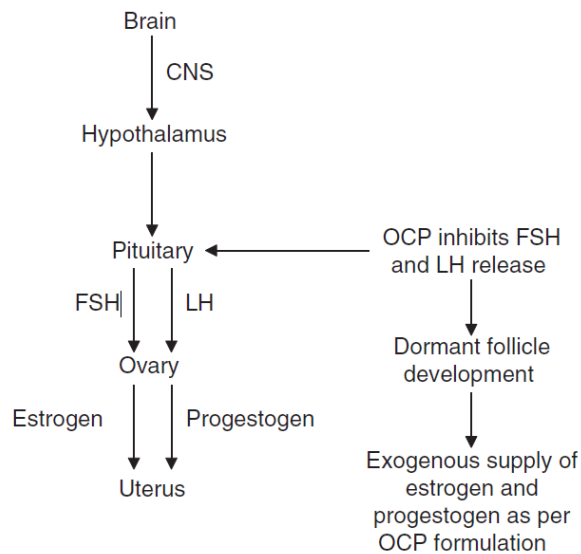 Brain
CNS
Hypothalamus
Pituitary
OCP inhibits FSH
and LH release
FSH
LH
Ovary
Dormant follicle
development
Estrogen
Progestogen
Uterus
Exogenous supply of
estrogen and
progestogen as per
OCP formulation